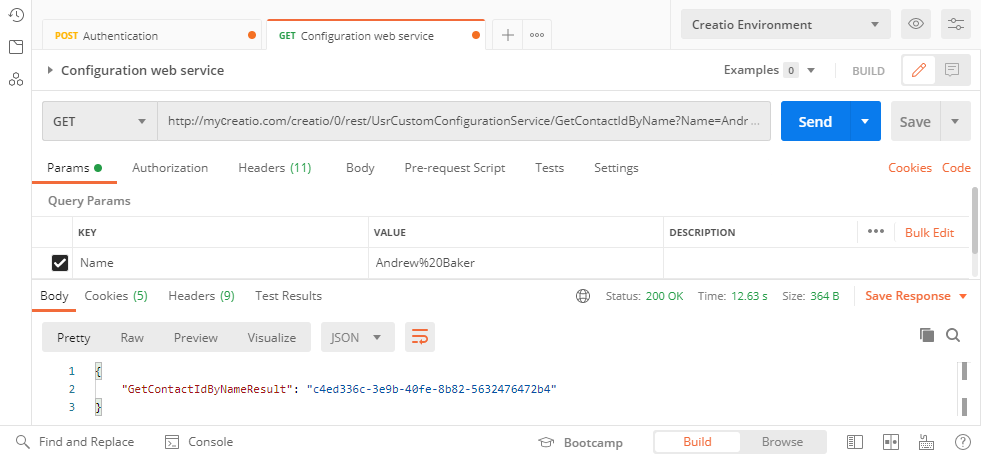 POST Authentication
GET Configuration web service
Creatio Environment
Configuration web service
Examples 0
BUILD
GET
http://mycreatio.com/creatio/0/rest/UsrCustomConfigurationService/GetContactIdByName?Name=Andr ...
Send
Save
Params
Authorization
Headers (11)
Body
Pre-request Script
Tests
Settings
Cookies
Code
Query Params
KEY
VALUE
DESCRIPTION
Bulk Edit
Name
Andrew%20Baker
Body
Cookies (5)
Headers (9)
Test Results
Status: 200 OK
Time: 12.63 s
Size: 364 B
Save Response
Pretty
Raw
Preview
Visualize
JSON
1 {
2 "GetContactIdByNameResult": "c4ed336c-3e9b-40fe-8b82-5632476472b4"
3 }
Find and Replace
Console
Bootcamp
Build
Browse